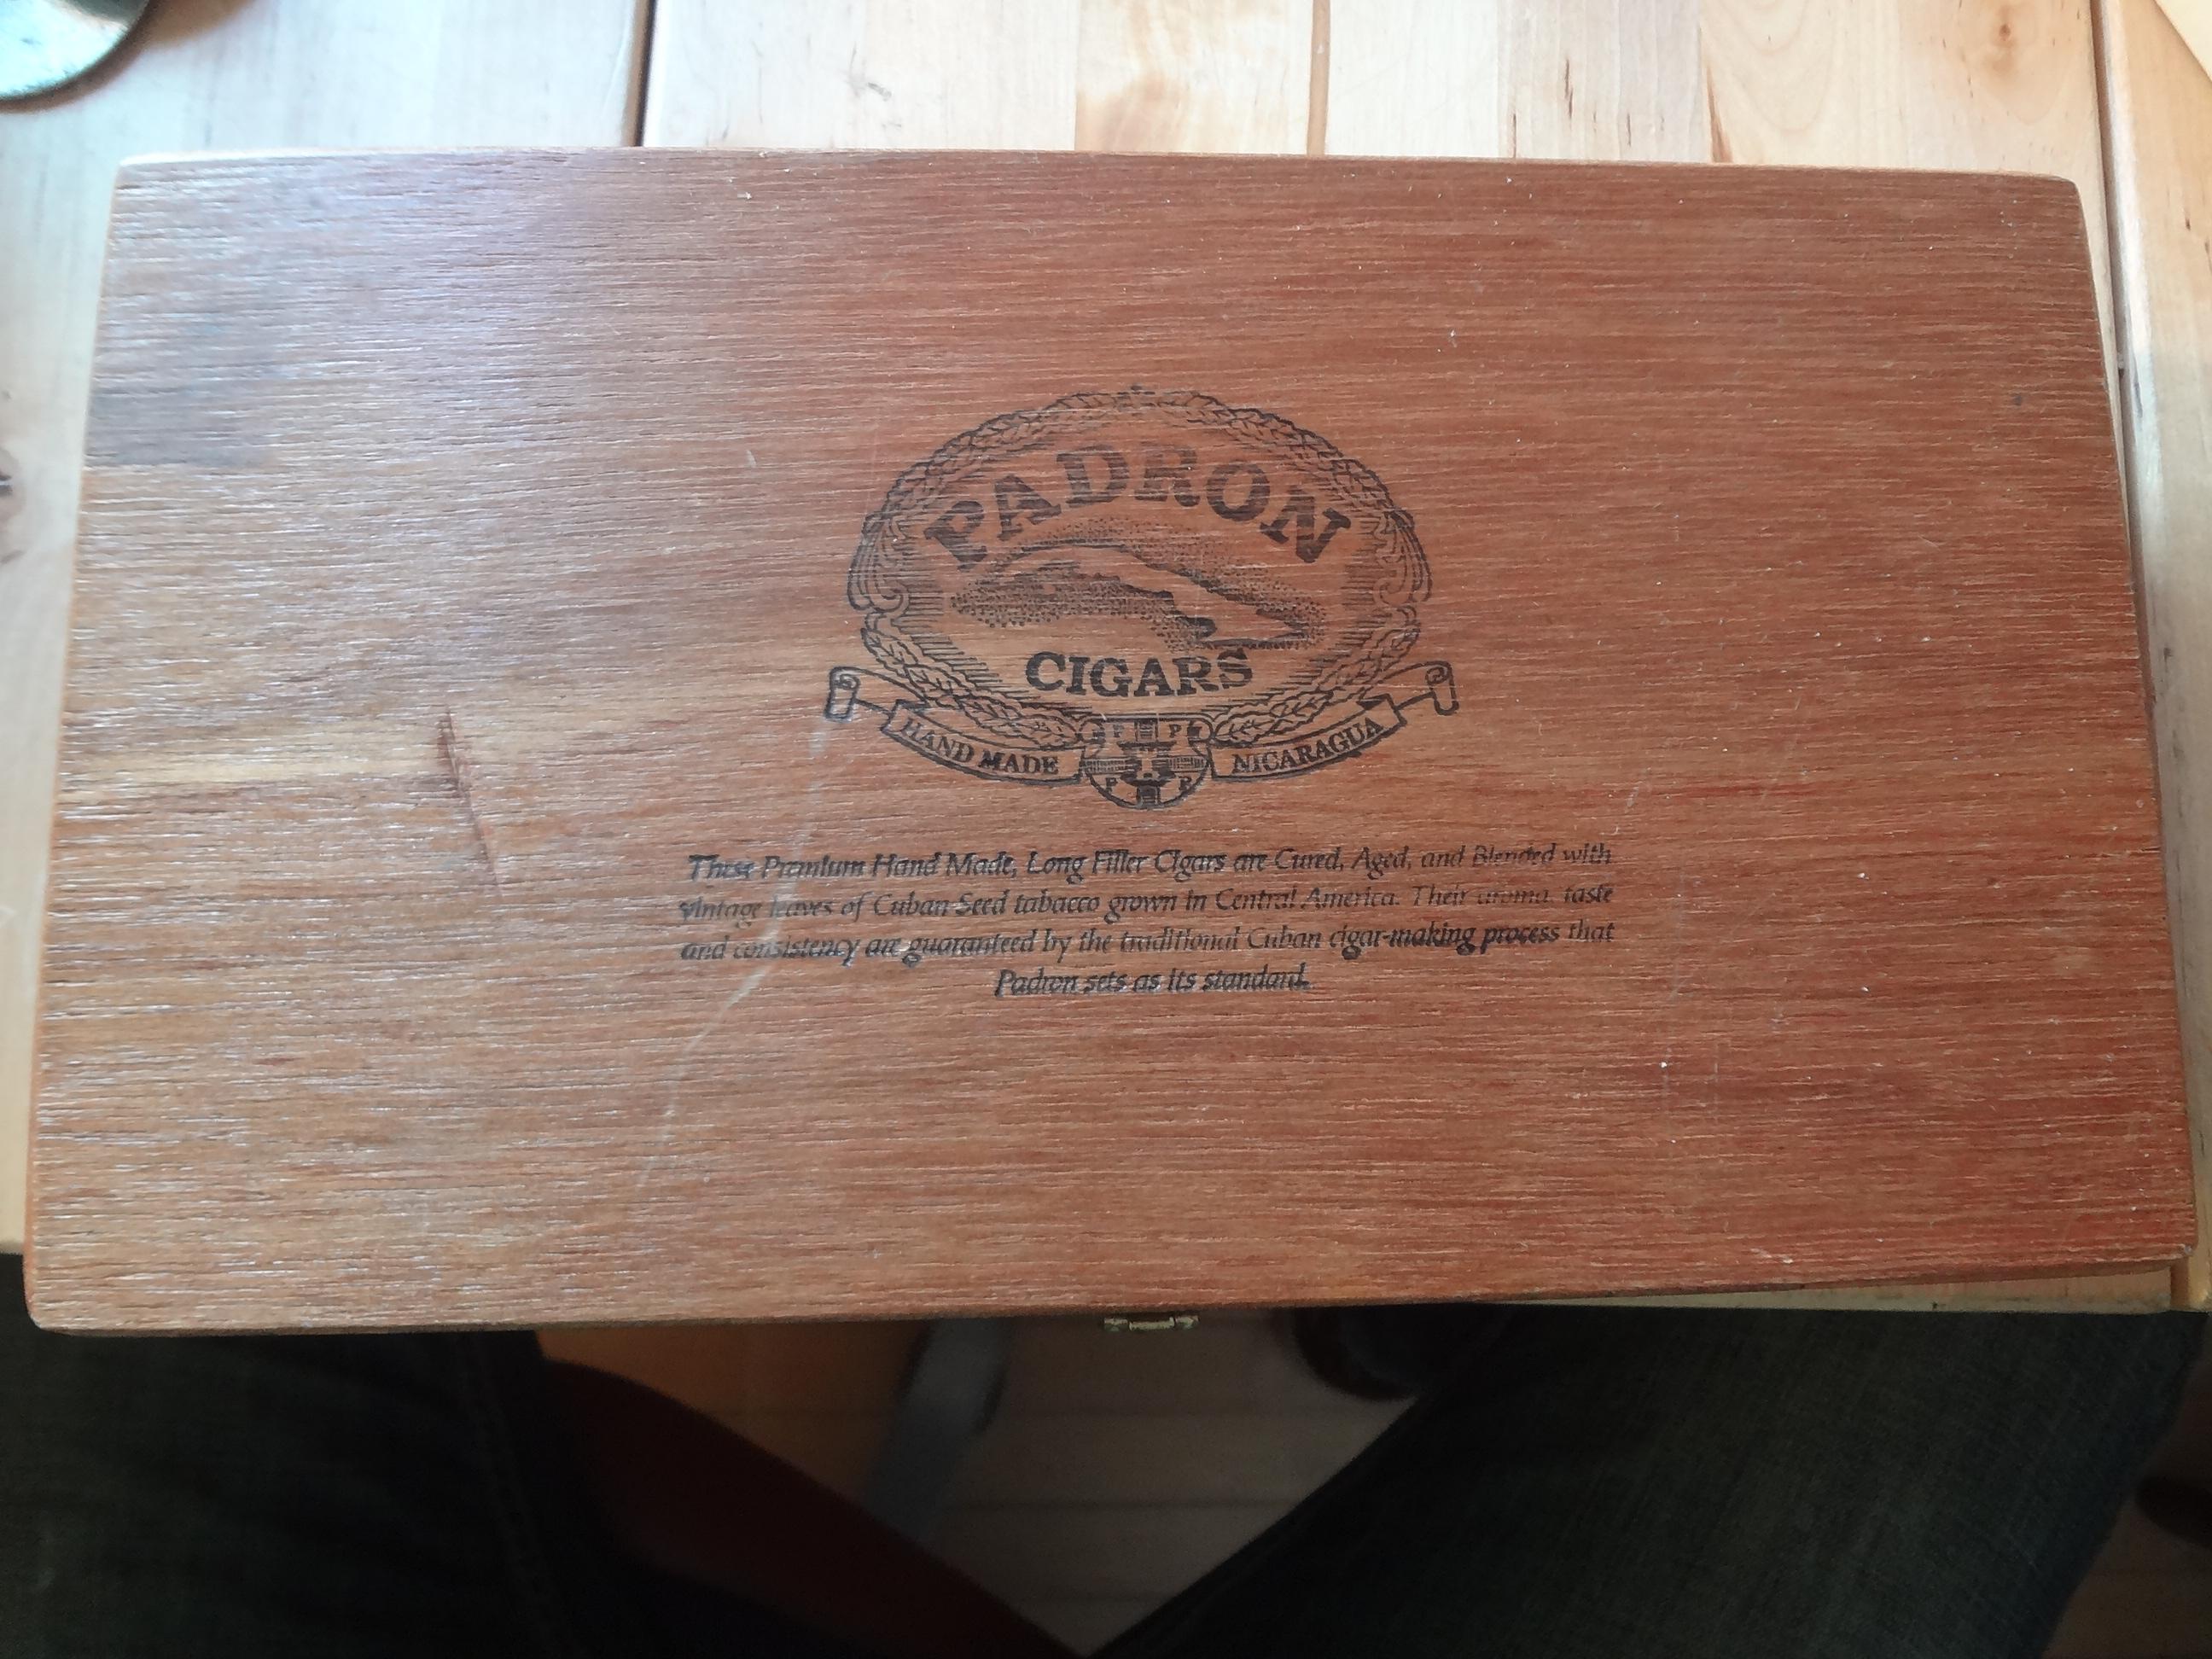 PADRON
CIGARS
HAND MADE
P P
NICARAGUA
P P
These Premium Hand Made, Long Filler Cigars are Cured, Aged, and Blended with
vintage leaves of Cuban Seed tabacco grown in Central America. Their aroma, taste
and consistency are guaranteed by the traditional Cuban cigar-making process that
Padron sets as its standard.